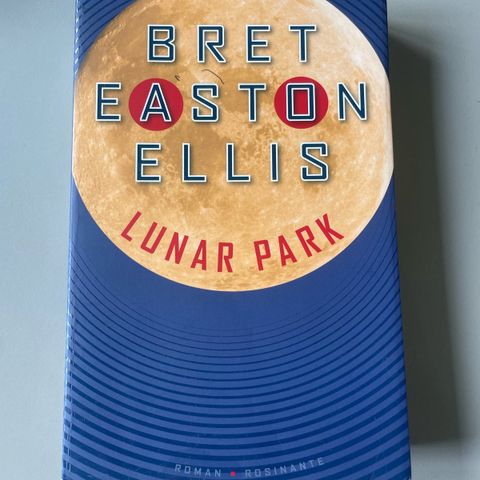 BRET
EASTON
ELLIS
LUNAR PARK
ROMAN ▪ ROSINANTE